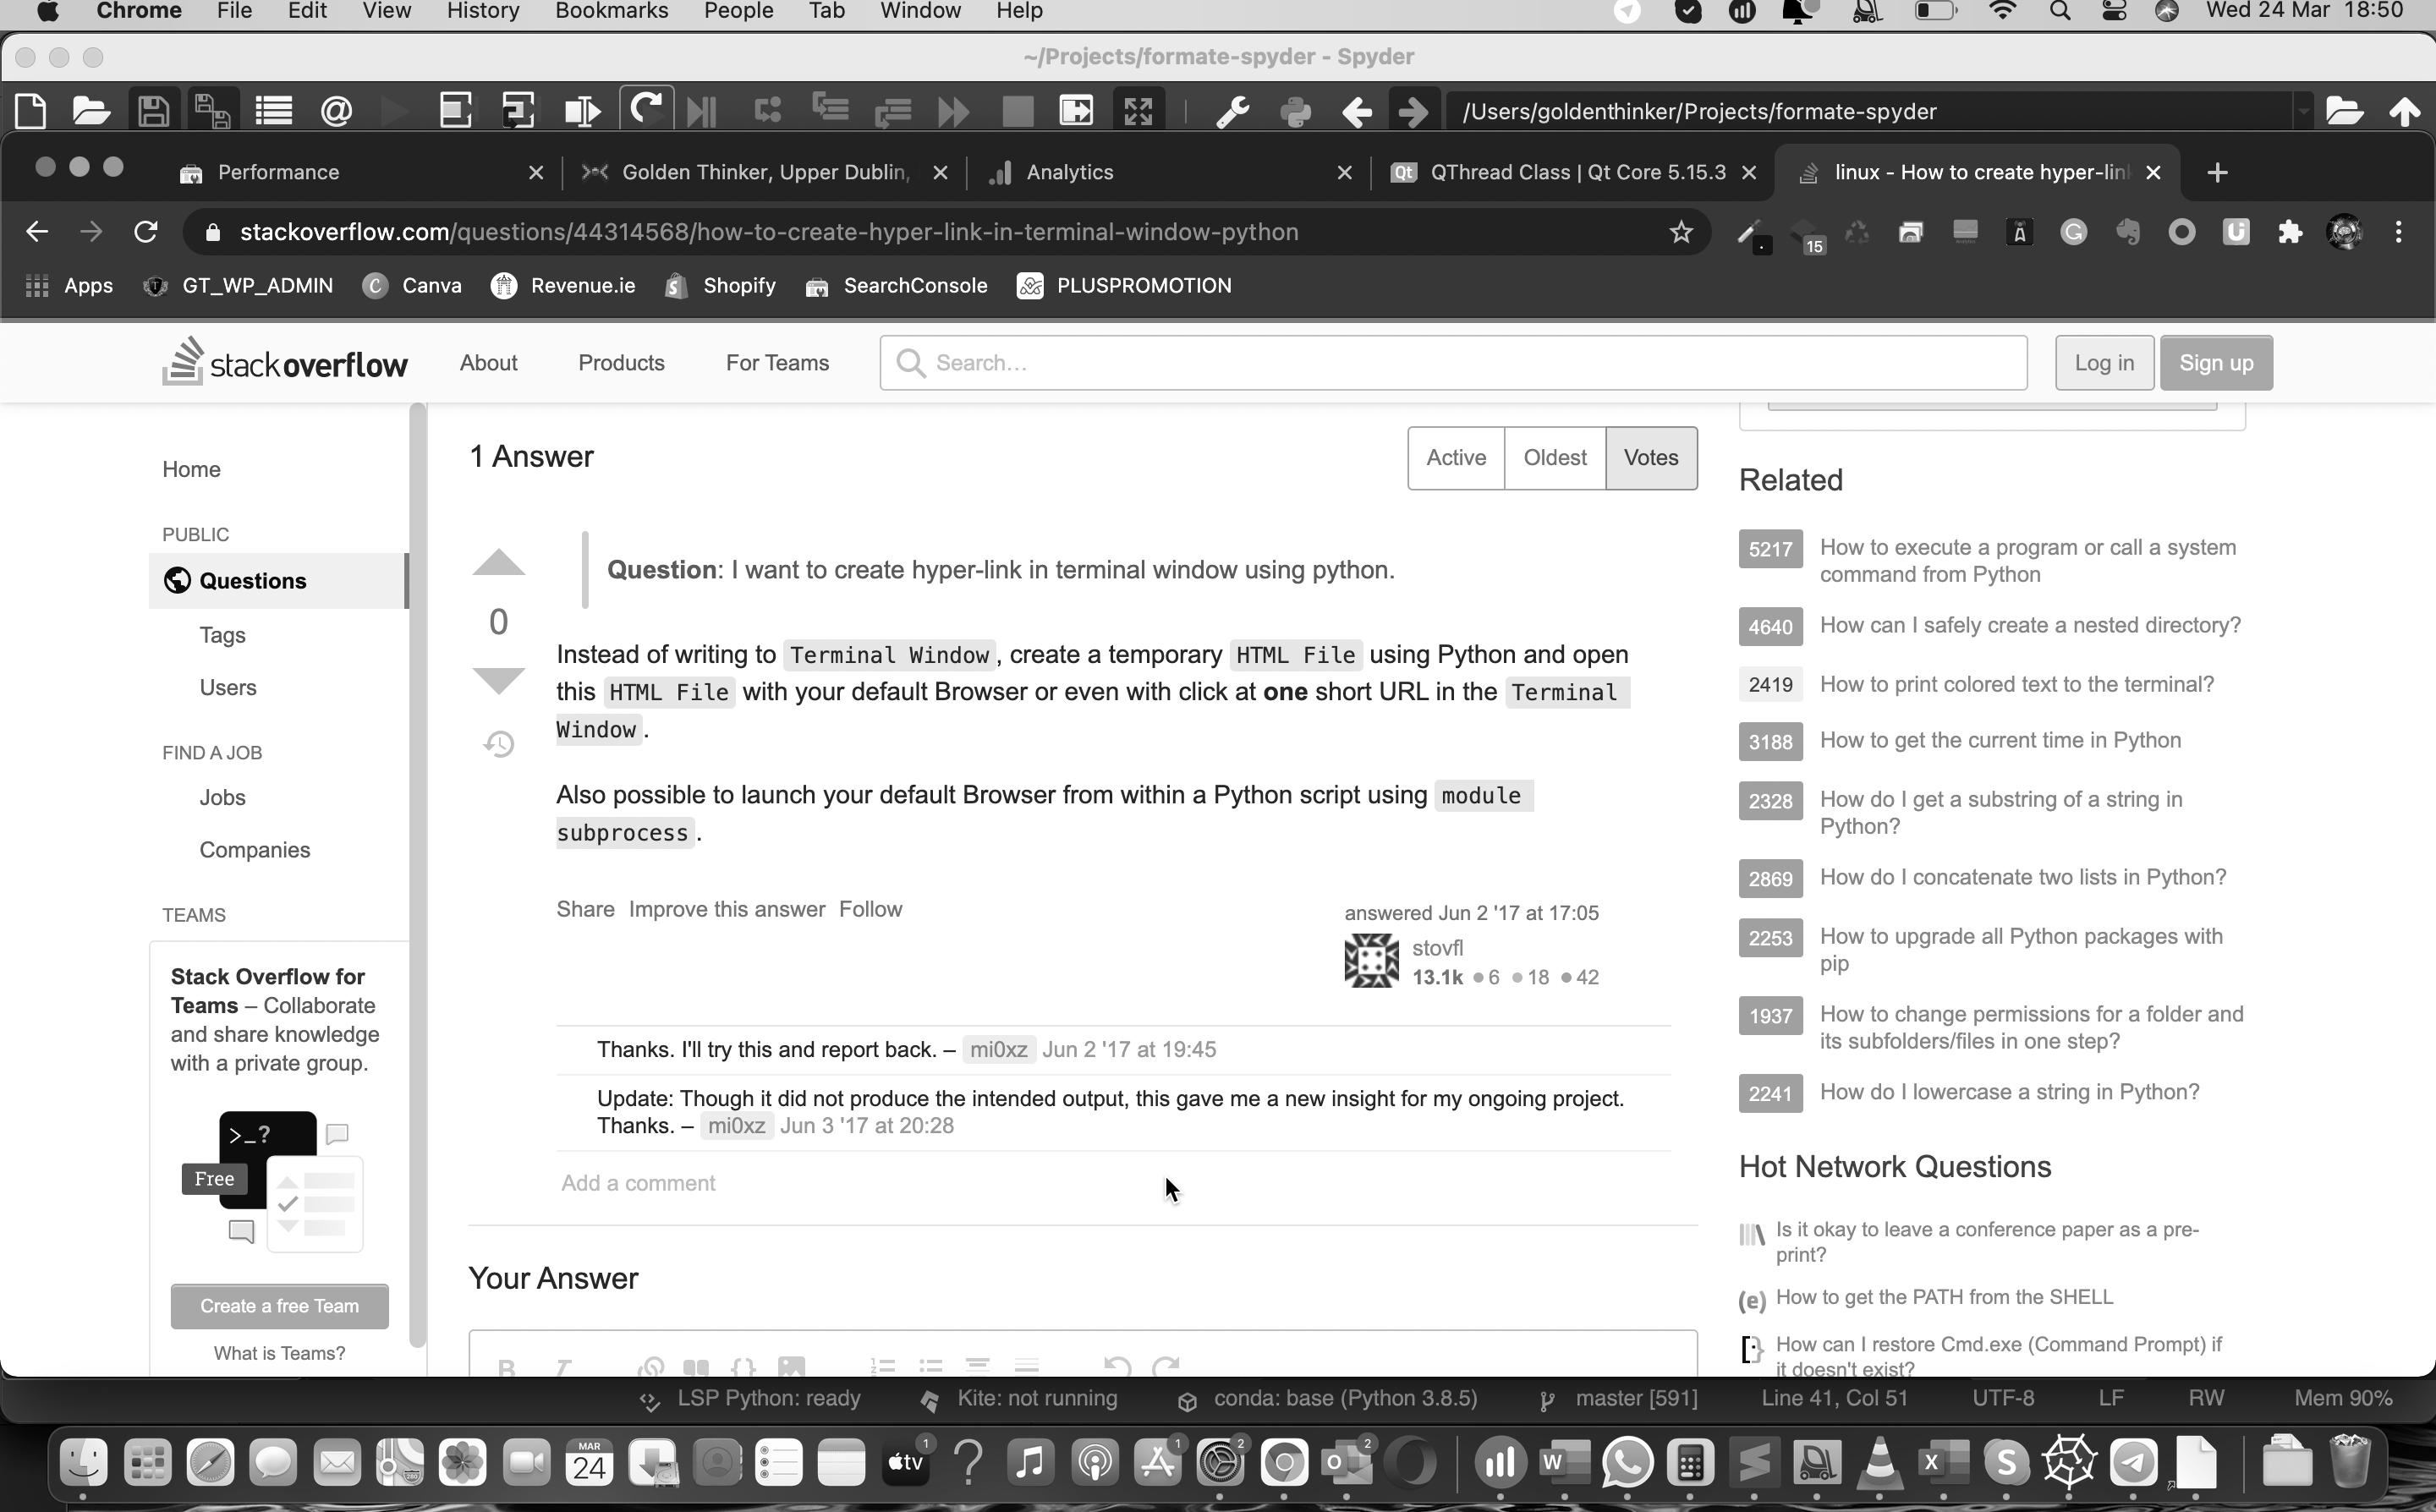 Chrome File Edit View History Bookmarks People Tab Window Help Wed 24 Mar 18:50
~/Projects/formate-spyder - Spyder
/Users/goldenthinker/Projects/formate-spyder
Performance Golden Thinker, Upper Dublin, Analytics QThread Class | Qt Core 5.15.3 linux - How to create hyper-lin
stackoverflow.com/questions/44314568/how-to-create-hyper-link-in-terminal-window-python
15
Apps GT_WP_ADMIN Canva Revenue.ie Shopify SearchConsole PLUSPROMOTION
stackoverflow About Products For Teams Search... Log in Sign up
Home
PUBLIC
Questions
Tags
Users
FIND A JOB
Jobs
Companies
TEAMS
Stack Overflow for
Teams – Collaborate
and share knowledge
with a private group.
>_?
Free
Create a free Team
What is Teams?
1 Answer
Active Oldest Votes
0
Question: I want to create hyper-link in terminal window using python.
Instead of writing to Terminal Window, create a temporary HTML File using Python and open
this HTML File with your default Browser or even with click at one short URL in the Terminal
Window.
Also possible to launch your default Browser from within a Python script using module
subprocess.
Share Improve this answer Follow
answered Jun 2 '17 at 17:05
stovfl
13.1k 6 18 42
Thanks. I'll try this and report back. – mi0xz Jun 2 '17 at 19:45
Update: Though it did not produce the intended output, this gave me a new insight for my ongoing project.
Thanks. – mi0xz Jun 3 '17 at 20:28
Add a comment
Your Answer
B I
Related
5217 How to execute a program or call a system
command from Python
4640 How can I safely create a nested directory?
2419 How to print colored text to the terminal?
3188 How to get the current time in Python
2328 How do I get a substring of a string in
Python?
2869 How do I concatenate two lists in Python?
2253 How to upgrade all Python packages with
pip
1937 How to change permissions for a folder and
its subfolders/files in one step?
2241 How do I lowercase a string in Python?
Hot Network Questions
Is it okay to leave a conference paper as a pre-
print?
(e) How to get the PATH from the SHELL
How can I restore Cmd.exe (Command Prompt) if
it doesn't exist?
LSP Python: ready Kite: not running conda: base (Python 3.8.5) master [591] Line 41, Col 51 UTF-8 LF RW Mem 90%
MAR
24
tv 1
1
2
2